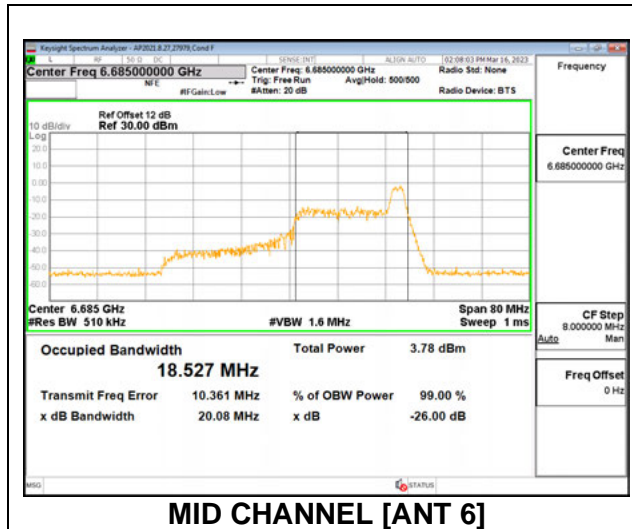 Keysight Spectrum Analyzer - AP2021.8.27,27979,Cond F
L RF 50 Ω DC SENSE:INT ALIGN AUTO 02:08:03 PM Mar 16, 2023
Center Freq 6.685000000 GHz Center Freq: 6.685000000 GHz Radio Std: None
NFE Trig: Free Run Avg|Hold: 500/500
#IFGain:Low #Atten: 20 dB Radio Device: BTS
Frequency
Ref Offset 12 dB
10 dB/div Ref 30.00 dBm
Log
20.0
10.0
0.00
-10.0
-20.0
-30.0
-40.0
-50.0
-60.0
Center 6.685 GHz Span 80 MHz
#Res BW 510 kHz #VBW 1.6 MHz Sweep 1 ms
Occupied Bandwidth Total Power 3.78 dBm
18.527 MHz
Transmit Freq Error 10.361 MHz % of OBW Power 99.00 %
x dB Bandwidth 20.08 MHz x dB -26.00 dB
Center Freq
6.685000000 GHz
CF Step
8.000000 MHz
Auto Man
Freq Offset
0 Hz
MSG STATUS
MID CHANNEL [ANT 6]